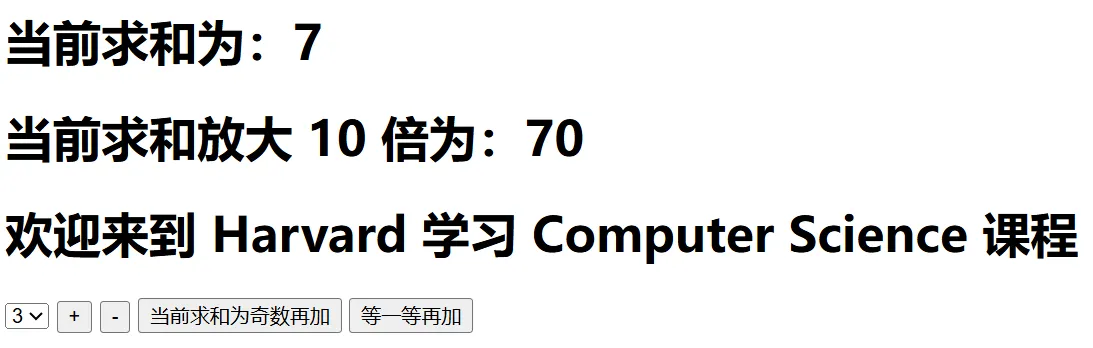 当前求和为：7
当前求和放大 10 倍为：70
欢迎来到 Harvard 学习 Computer Science 课程
3 + - 当前求和为奇数再加 等一等再加